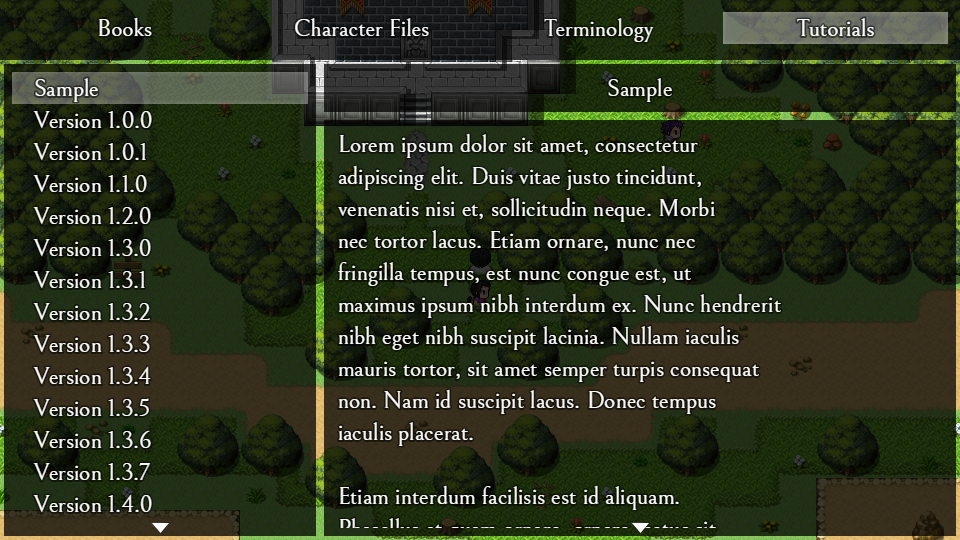 Books
Character Files
Terminology
Tutorials
Sample
Version 1.0.0
Version 1.0.1
Version 1.1.0
Version 1.2.0
Version 1.3.0
Version 1.3.1
Version 1.3.2
Version 1.3.3
Version 1.3.4
Version 1.3.5
Version 1.3.6
Version 1.3.7
Version 1.4.0
Sample
Lorem ipsum dolor sit amet, consectetur
adipiscing elit. Duis vitae justo tincidunt,
venenatis nisi et, sollicitudin neque. Morbi
nec tortor lacus. Etiam ornare, nunc nec
fringilla tempus, est nunc congue est, ut
maximus ipsum nibh interdum ex. Nunc hendrerit
nibh eget nibh suscipit lacinia. Nullam iaculis
mauris tortor, sit amet semper turpis consequat
non. Nam id suscipit lacus. Donec tempus
iaculis placerat.
Etiam interdum facilisis est id aliquam.